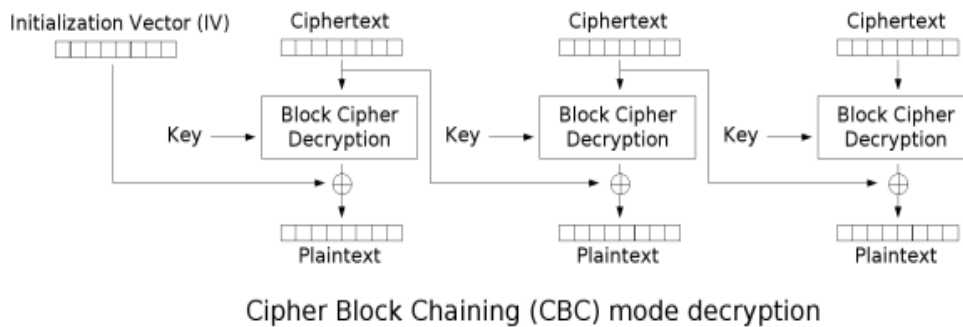 Initialization Vector (IV)
Ciphertext
Ciphertext
Ciphertext
Key
Block Cipher
Decryption
Key
Block Cipher
Decryption
Key
Block Cipher
Decryption
Plaintext
Plaintext
Plaintext
Cipher Block Chaining (CBC) mode decryption